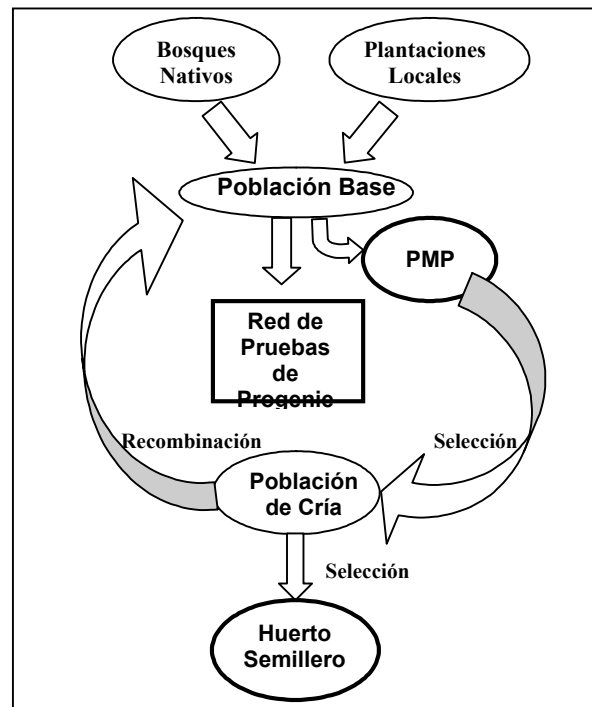 Bosques
Nativos
Plantaciones
Locales
Población Base
PMP
Red de
Pruebas
de
Progenie
Recombinación
Selección
Población
de Cría
Selección
Huerto
Semillero